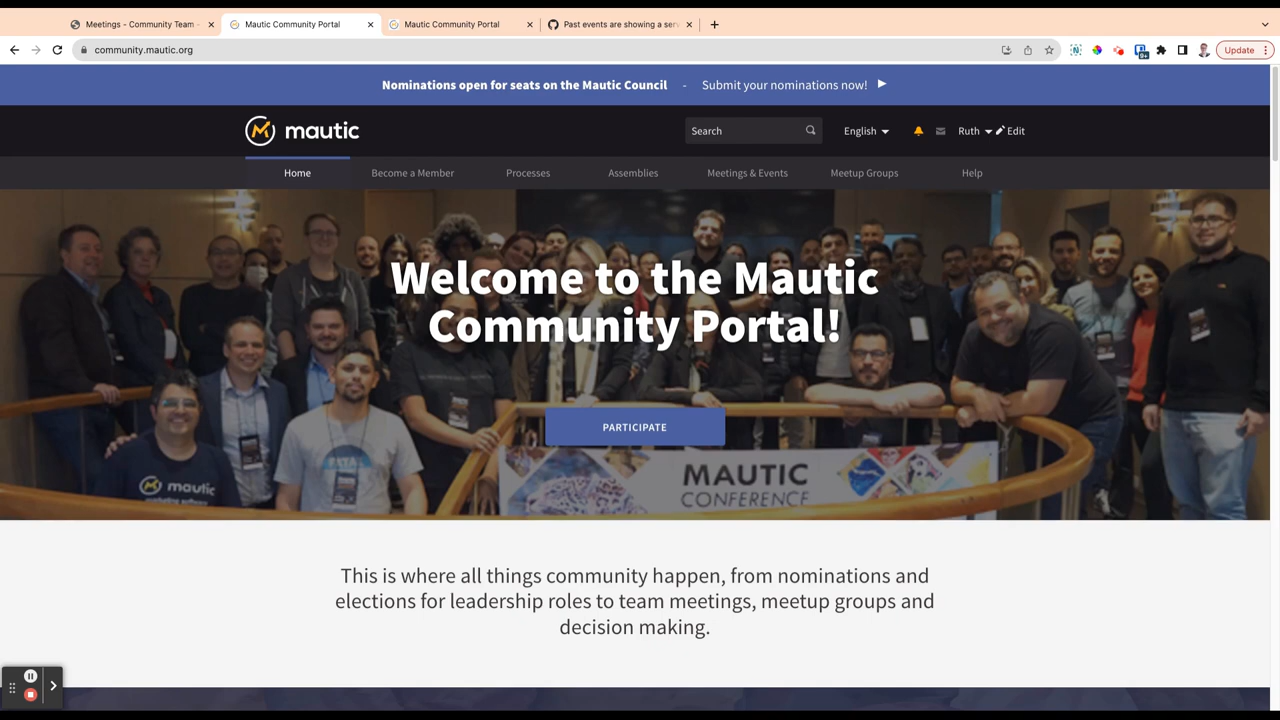 Meetings - Community Team -
Mautic Community Portal
Mautic Community Portal
Past events are showing a serv
community.mautic.org
9+
Update
Nominations open for seats on the Mautic Council - Submit your nominations now!
mautic
Search
English
Ruth
Edit
Home
Become a Member
Processes
Assemblies
Meetings & Events
Meetup Groups
Help
Welcome to the Mautic
Community Portal!
PARTICIPATE
mautic
MAUTIC
CONFERENCE
This is where all things community happen, from nominations and
elections for leadership roles to team meetings, meetup groups and
decision making.